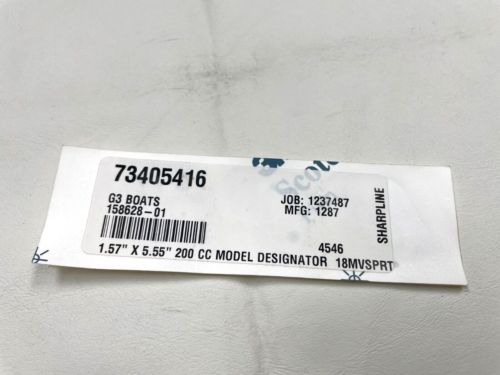 73405416
G3 BOATS
158628-01
JOB: 1237487
MFG: 1287
4546
1.57" X 5.55" 200 CC MODEL DESIGNATOR 18MVSPRT
SHARPLINE